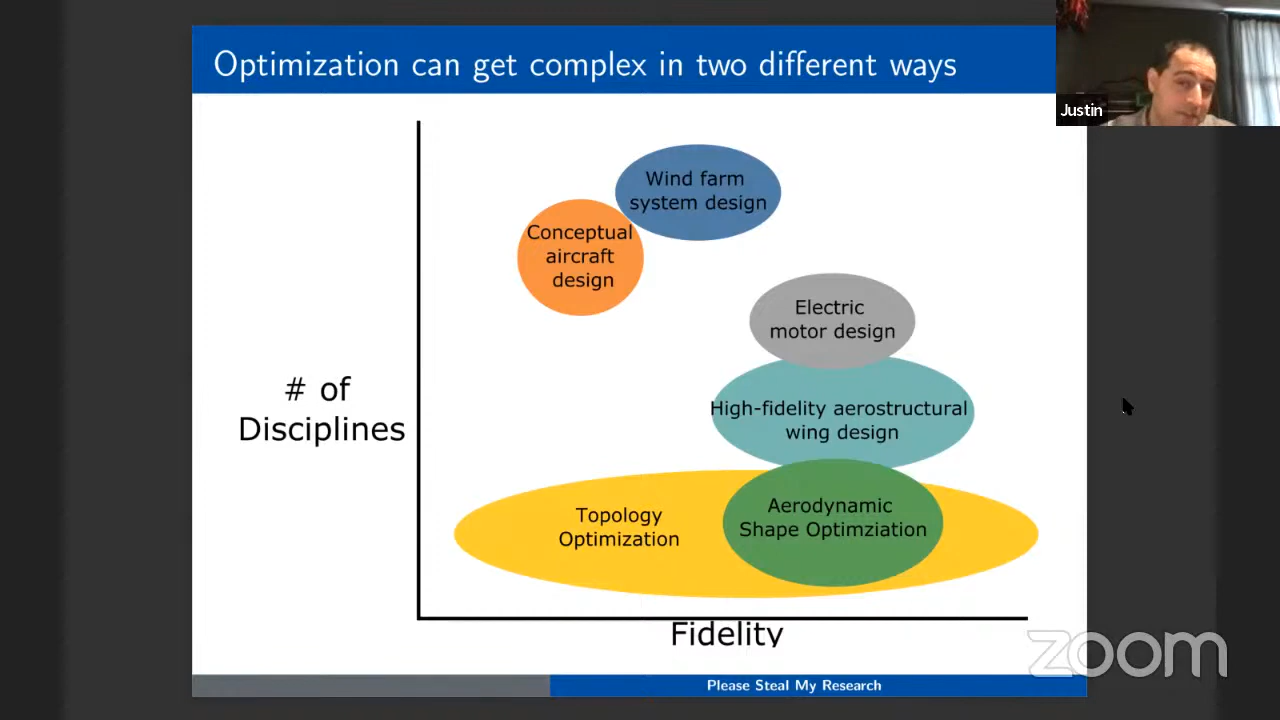 Optimization can get complex in two different ways
Justin
Wind farm
system design
Conceptual
aircraft
design
Electric
motor design
# of
Disciplines
High-fidelity aerostructural
wing design
Topology
Optimization
Aerodynamic
Shape Optimziation
Fidelity
zoom
Please Steal My Research